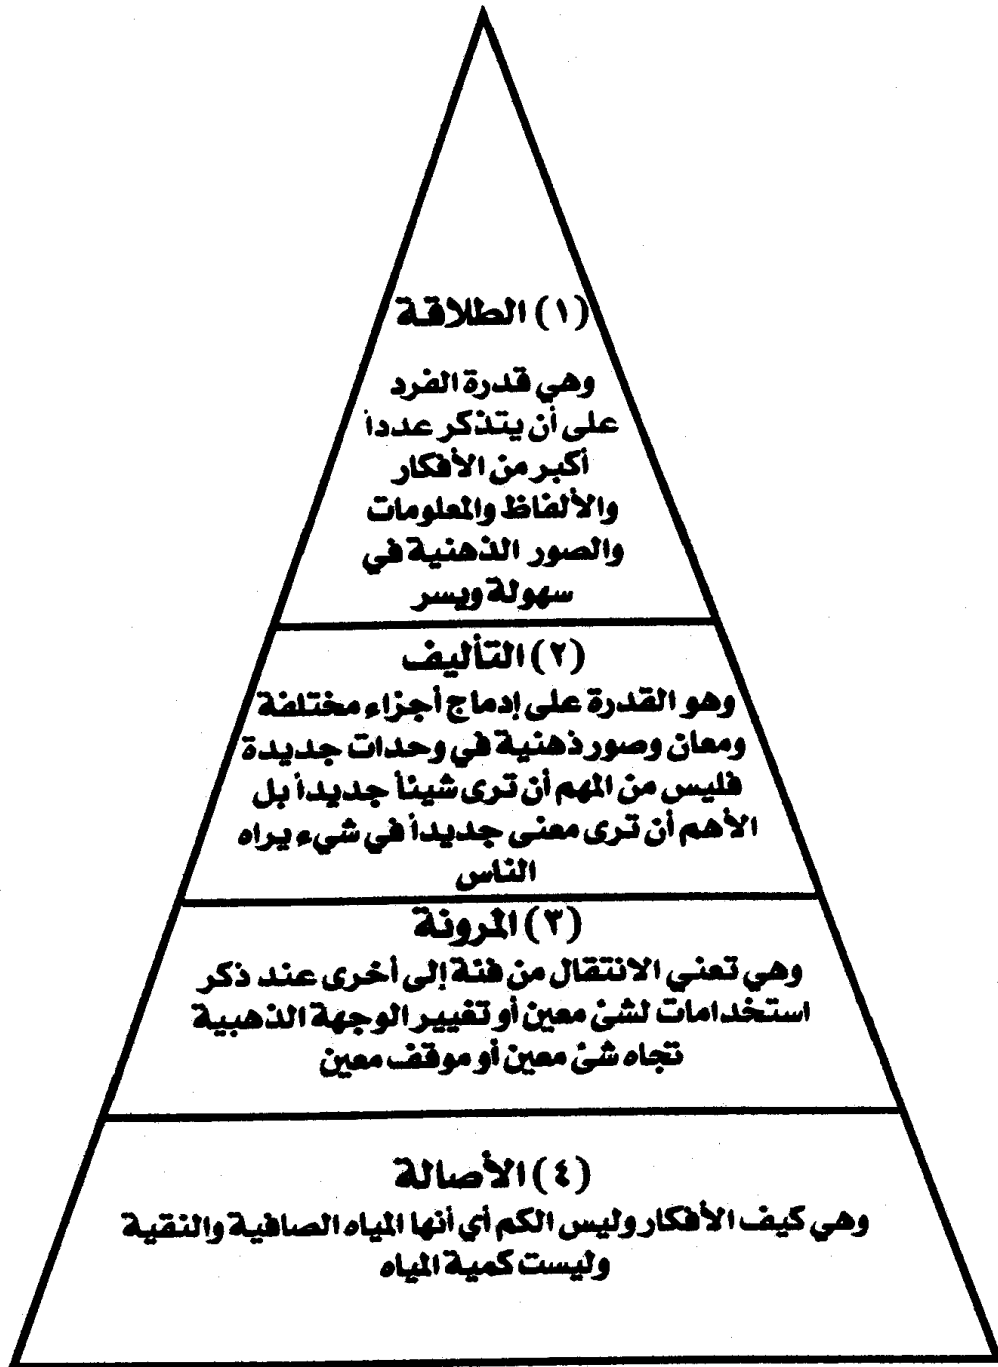 (١) الطلاقة
وهي قدرة الفرد
على أن يتذكر عدداً
أكبر من الأفكار
والألفاظ والمعلومات
والصور الذهنية في
سهولة ويسر
(٢) التأليف
وهو القدرة على إدماج أجزاء مختلفة
ومعان وصور ذهنية في وحدات جديدة
فليس من المهم أن ترى شيئاً جديداً بل
الأهم أن ترى معنى جديداً في شيء يراه
الناس
(٣) المرونة
وهي تعني الانتقال من فئة إلى أخرى عند ذكر
استخدامات لشئ معين أو تغيير الوجهة الذهبية
تجاه شئ معين أو موقف معين
(٤) الأصالة
وهي كيف الأفكار وليس الكم أي أنها المياه الصافية والنقية
وليست كمية المياه